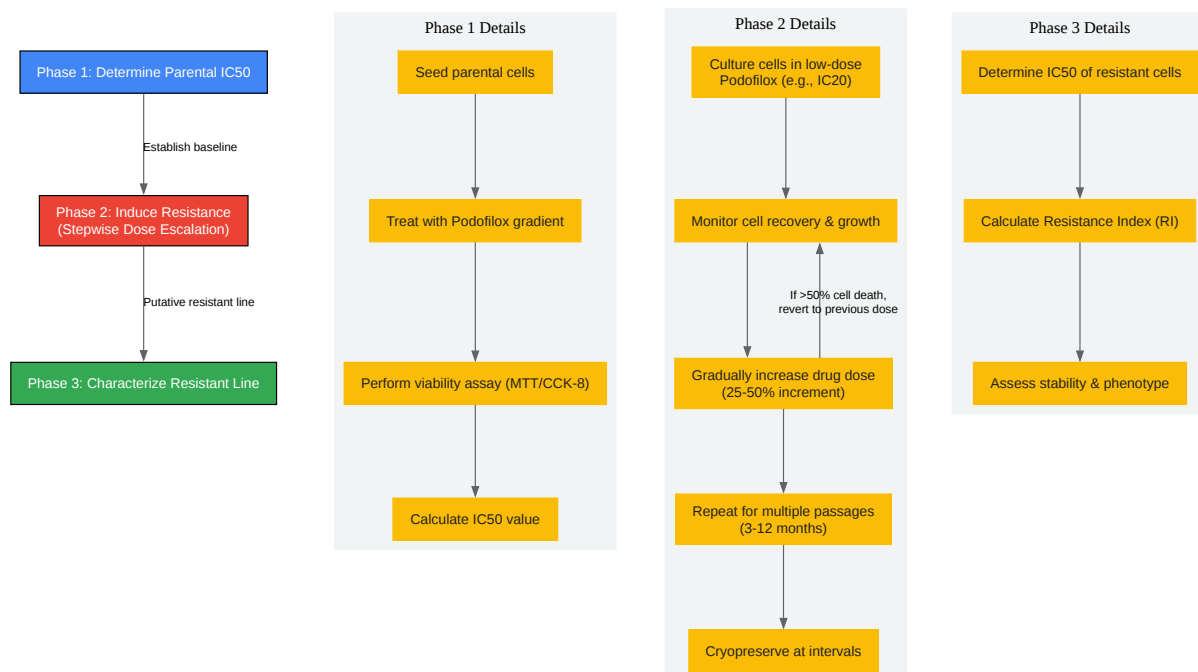 Phase 1: Determine Parental IC50
Establish baseline
Phase 2: Induce Resistance
(Stepwise Dose Escalation)
Putative resistant line
Phase 3: Characterize Resistant Line
Phase 1 Details
Seed parental cells
Treat with Podofilox gradient
Perform viability assay (MTT/CCK-8)
Calculate IC50 value
Phase 2 Details
Culture cells in low-dose
Podofilox (e.g., IC20)
Monitor cell recovery & growth
If >50% cell death,
revert to previous dose
Gradually increase drug dose
(25-50% increment)
Repeat for multiple passages
(3-12 months)
Cryopreserve at intervals
Phase 3 Details
Determine IC50 of resistant cells
Calculate Resistance Index (RI)
Assess stability & phenotype